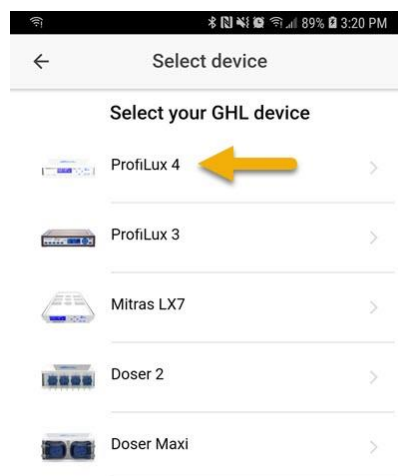 89% 3:20 PM
Select device
Select your GHL device
ProfiLux 4
ProfiLux 3
Mitras LX7
Doser 2
Doser Maxi